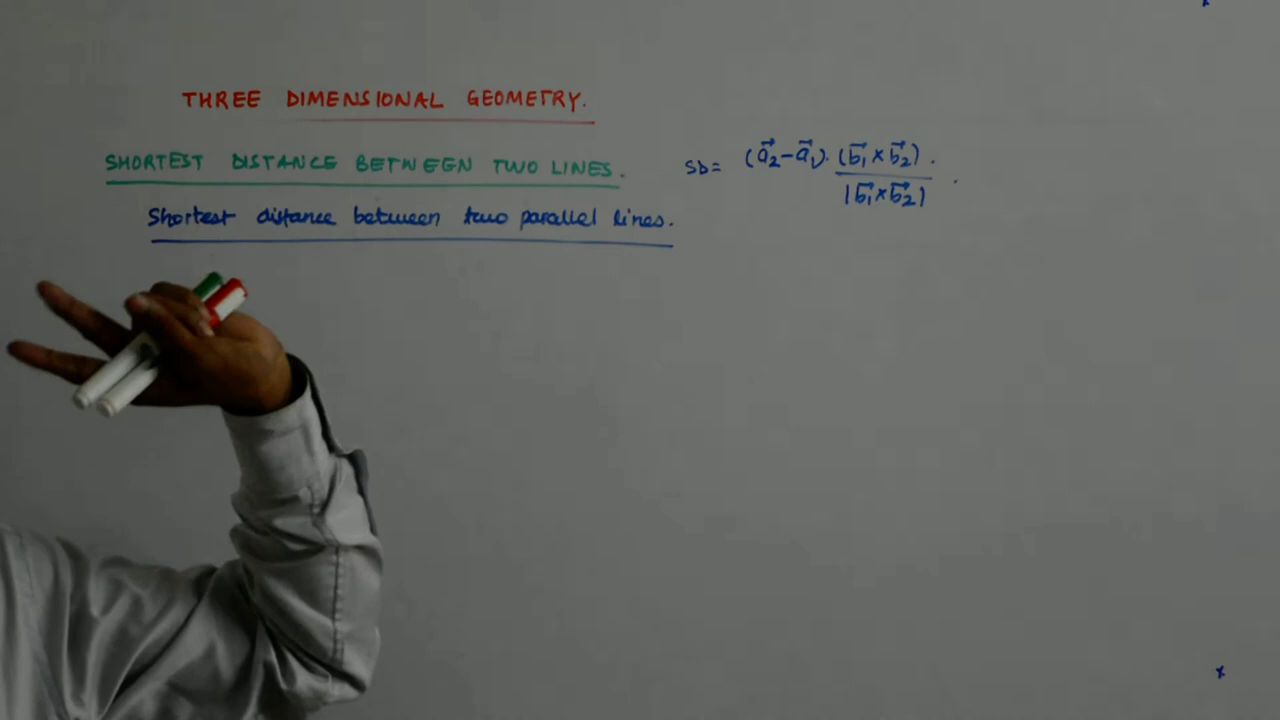 THREE DIMENSIONAL GEOMETRY.
SHORTEST DISTANCE BETWEEN TWO LINES.
SD = (a⃗2 − a⃗1). (b⃗1 × b⃗2) .
|b⃗1 × b⃗2|
Shortest distance between two parallel lines.
x